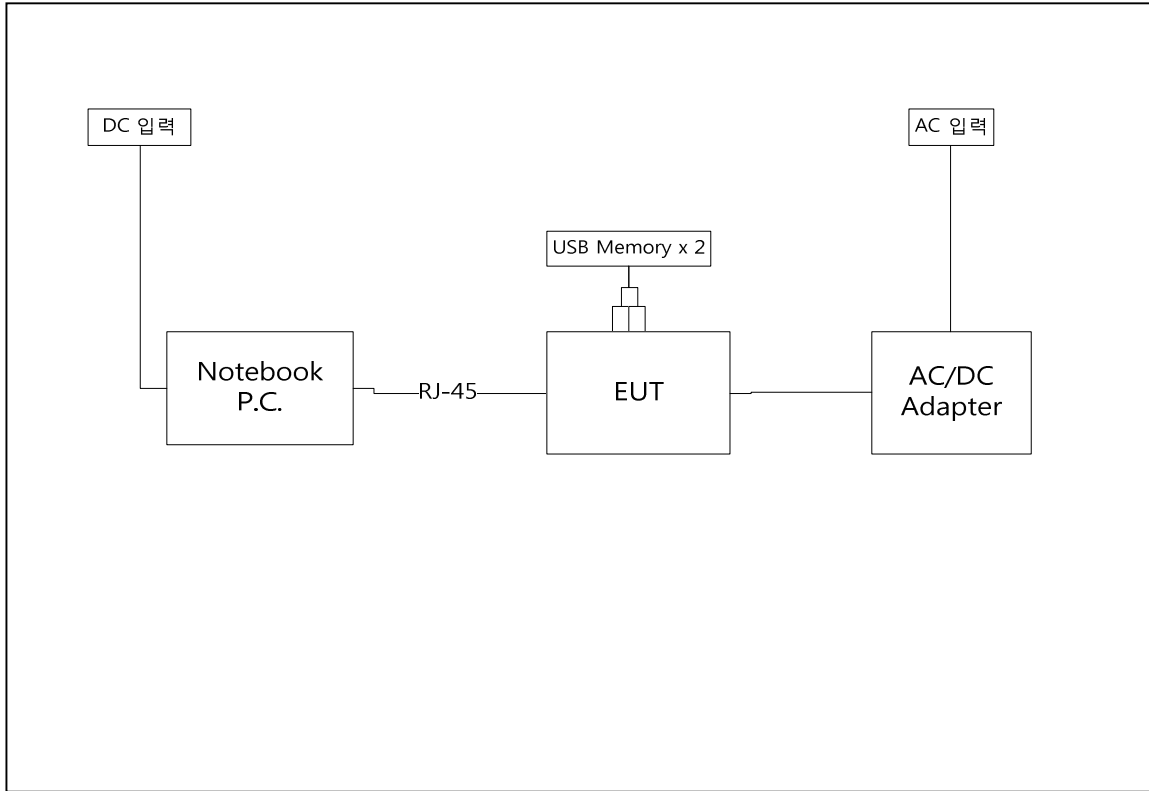 DC 입력
AC 입력
USB Memory x 2
Notebook
P.C.
RJ-45
EUT
AC/DC
Adapter